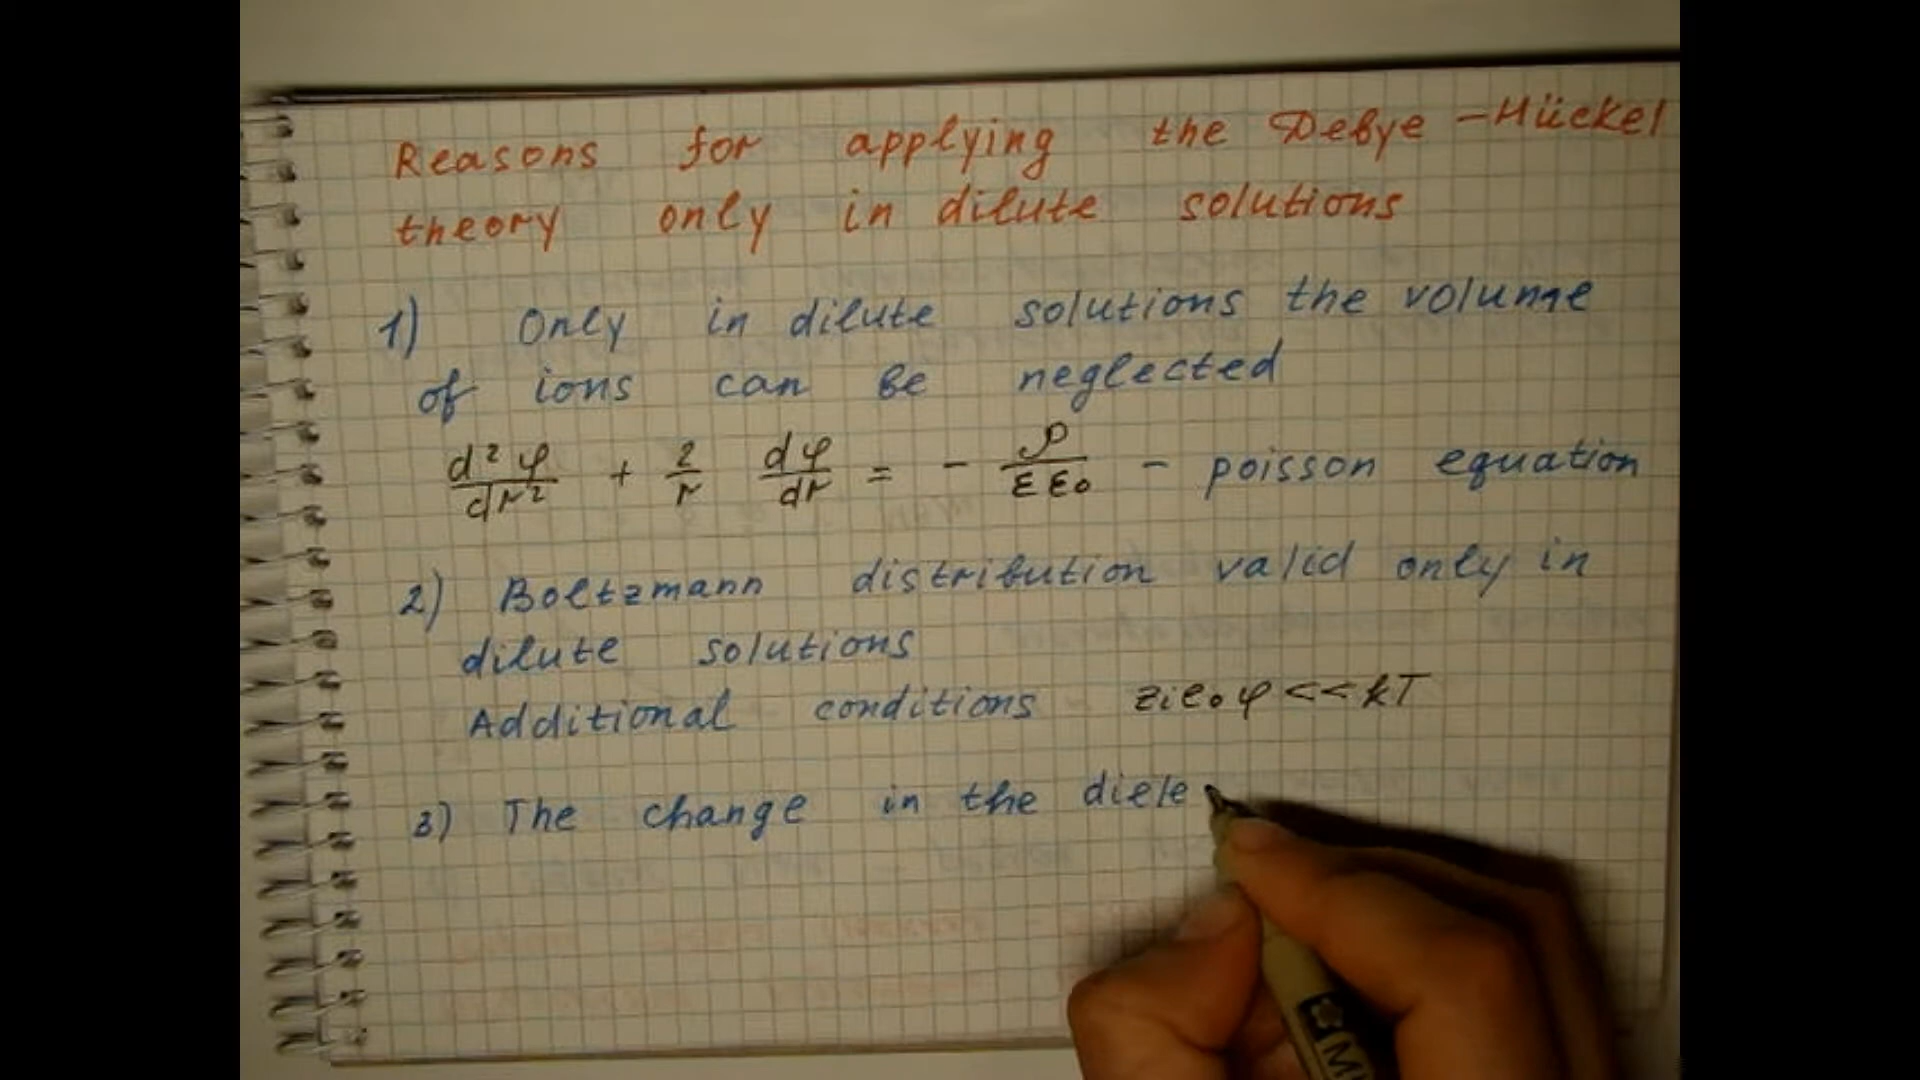 Reasons for applying the Debye-Hückel
theory only in dilute solutions
1) Only in dilute solutions the volume
of ions can be neglected
d²φ/dr² + 2/r dφ/dr = - ρ/εε₀ - poisson equation
2) Boltzmann distribution valid only in
dilute solutions
Additional conditions zie₀φ << kT
3) The change in the diele